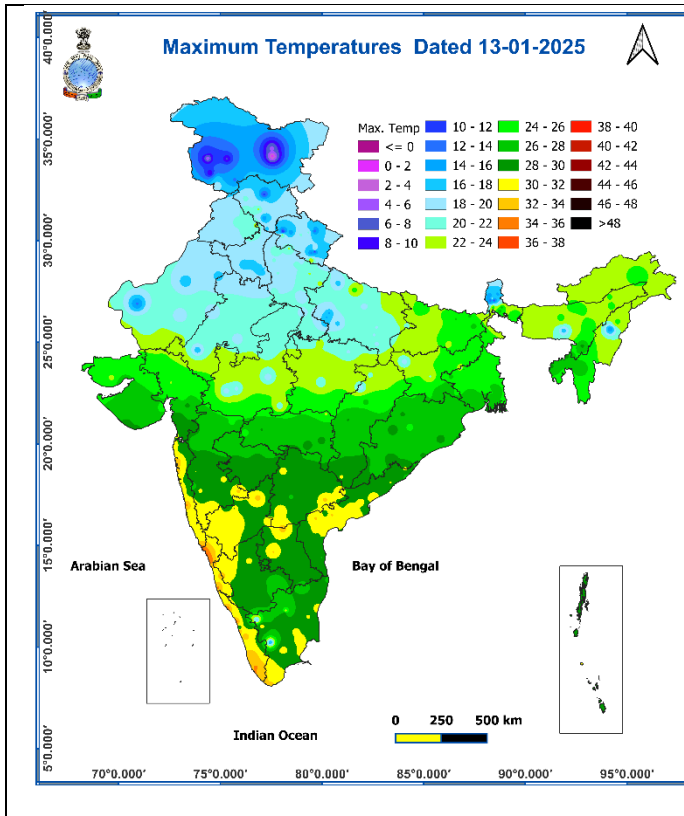 Maximum Temperatures Dated 13-01-2025
Max. Temp
<= 0
0 - 2
2 - 4
4 - 6
6 - 8
8 - 10
10 - 12
12 - 14
14 - 16
16 - 18
18 - 20
20 - 22
22 - 24
24 - 26
26 - 28
28 - 30
30 - 32
32 - 34
34 - 36
36 - 38
38 - 40
40 - 42
42 - 44
44 - 46
46 - 48
>48
40°0.000'
35°0.000'
30°0.000'
25°0.000'
20°0.000'
15°0.000'
10°0.000'
5°0.000'
Arabian Sea
Bay of Bengal
Indian Ocean
0 250 500 km
70°0.000' 75°0.000' 80°0.000' 85°0.000' 90°0.000' 95°0.000'